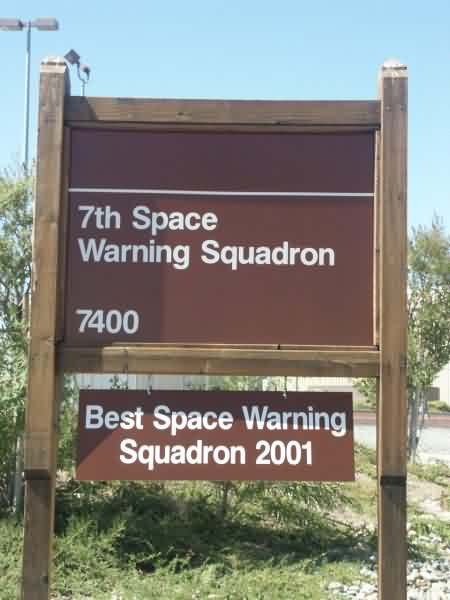 7th Space
Warning Squadron
7400
Best Space Warning
Squadron 2001